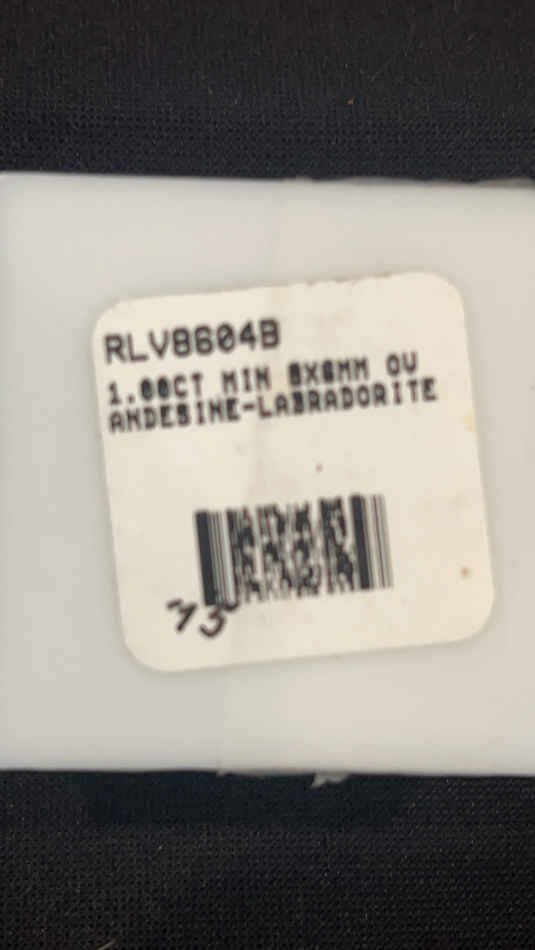 RLV8604B
1.00CT MIN 8X6MM OV
ANDESINE-LABRADORITE